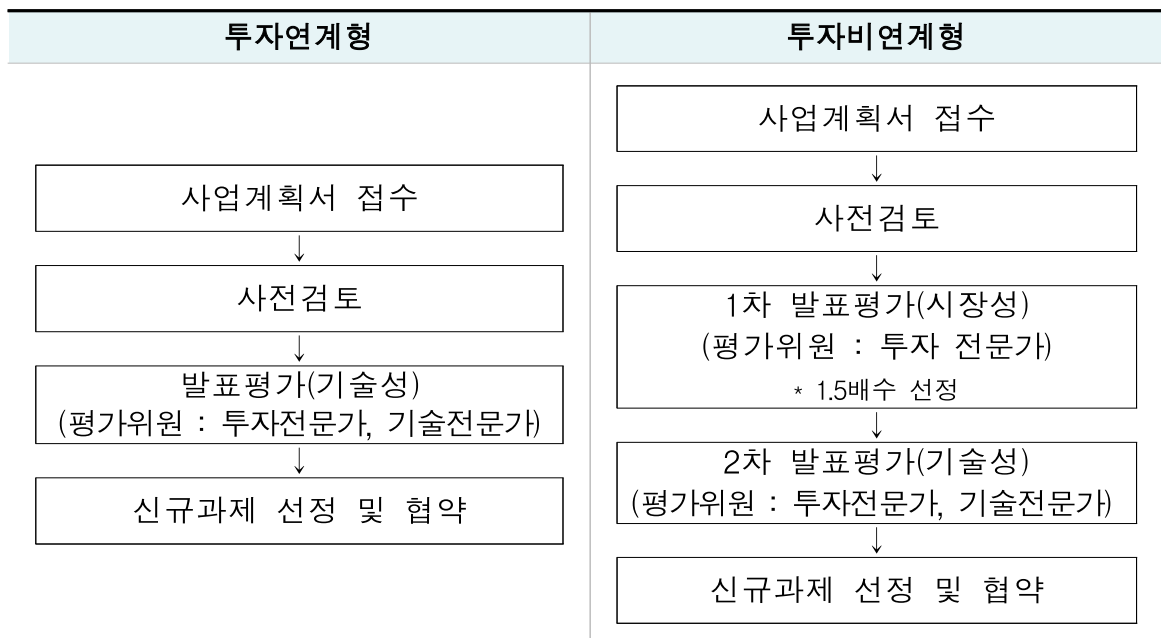 투자연계형
사업계획서 접수
↓
사전검토
↓
발표평가(기술성)
(평가위원 : 투자전문가, 기술전문가)
↓
신규과제 선정 및 협약
투자비연계형
사업계획서 접수
↓
사전검토
↓
1차 발표평가(시장성)
(평가위원 : 투자 전문가)
* 1.5배수 선정
↓
2차 발표평가(기술성)
(평가위원 : 투자전문가, 기술전문가)
↓
신규과제 선정 및 협약